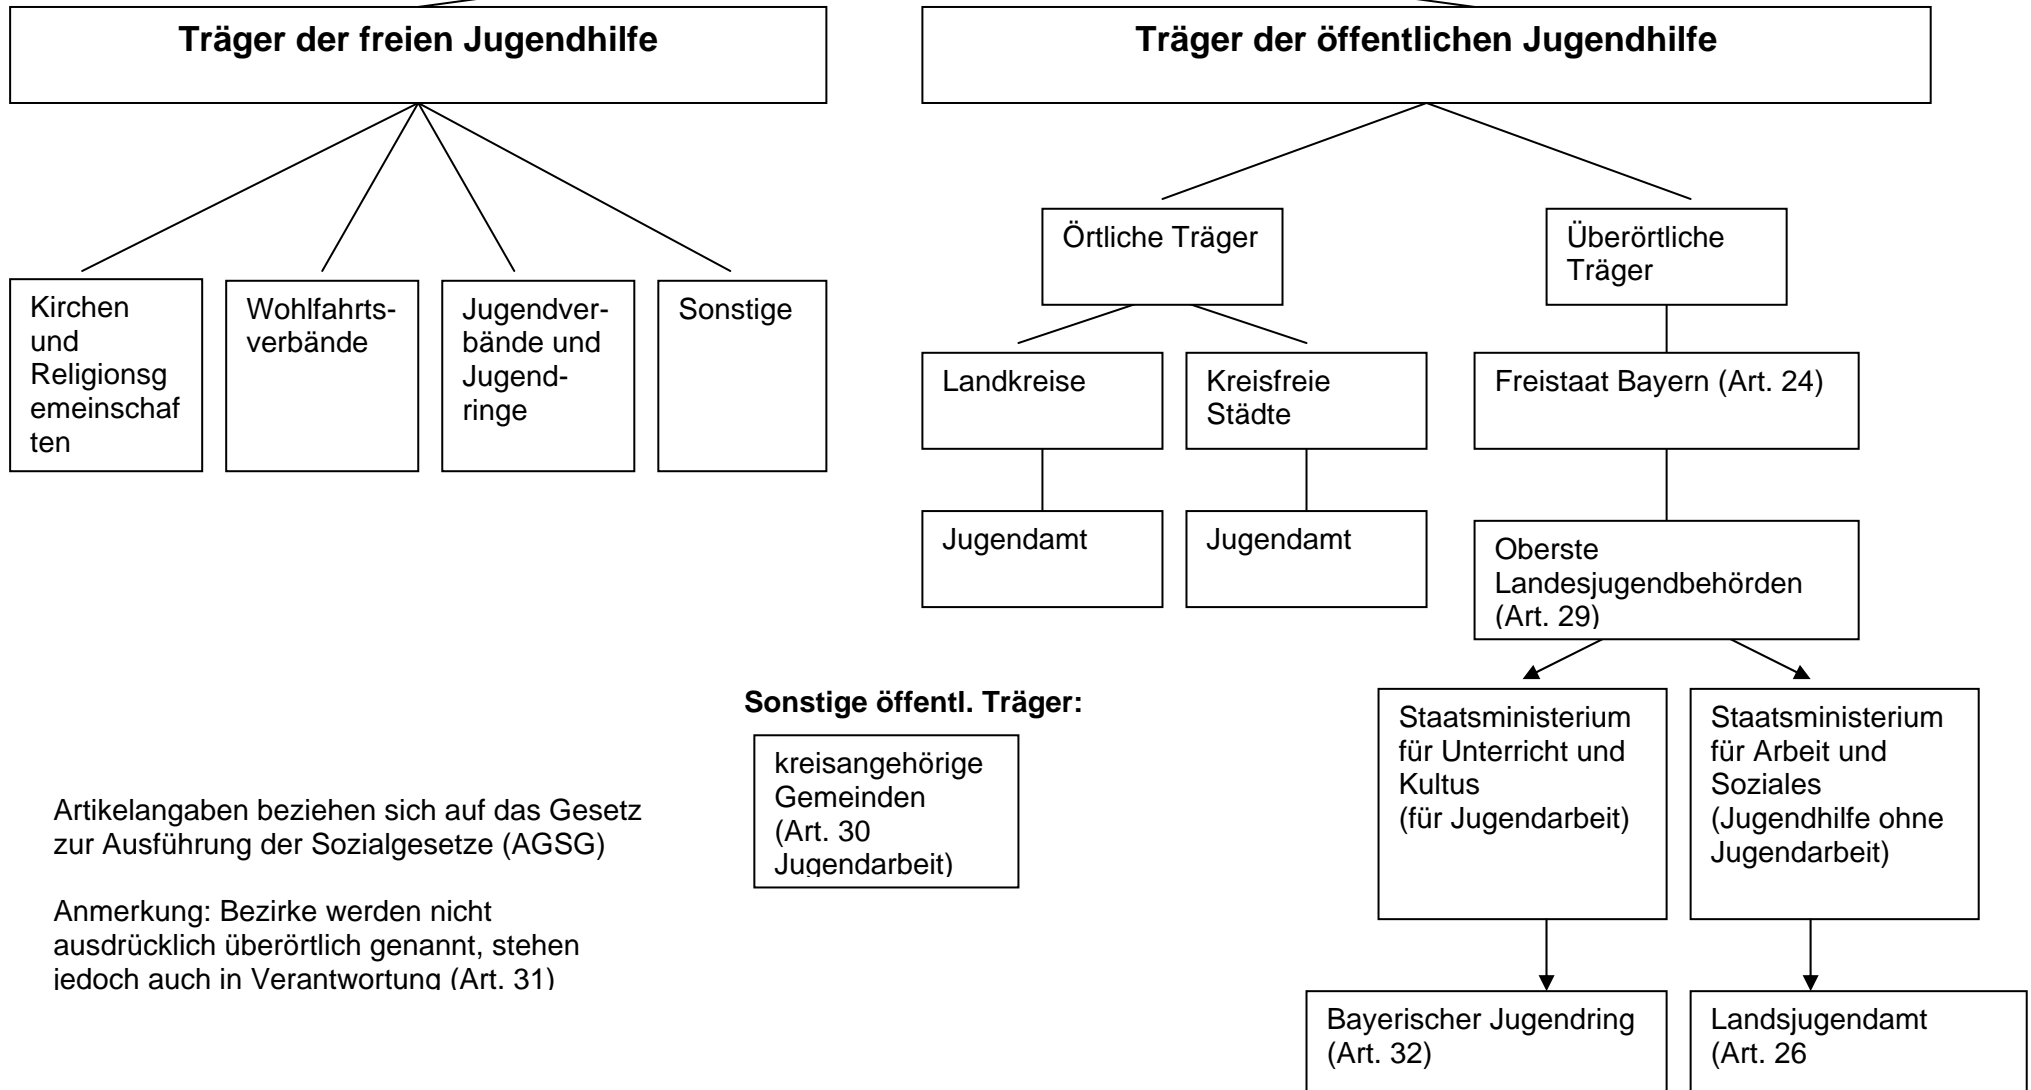 Träger der freien Jugendhilfe
Träger der öffentlichen Jugendhilfe
Örtliche Träger
Überörtliche
Träger
Kirchen
und
Religionsg
emeinschaf
ten
Wohlfahrts-
verbände
Jugendver-
bände und
Jugend-
ringe
Sonstige
Landkreise
Kreisfreie
Städte
Freistaat Bayern (Art. 24)
Jugendamt
Jugendamt
Oberste
Landesjugendbehörden
(Art. 29)
Sonstige öffentl. Träger:
kreisangehörige
Gemeinden
(Art. 30
Jugendarbeit)
Staatsministerium
für Unterricht und
Kultus
(für Jugendarbeit)
Staatsministerium
für Arbeit und
Soziales
(Jugendhilfe ohne
Jugendarbeit)
Artikelangaben beziehen sich auf das Gesetz
zur Ausführung der Sozialgesetze (AGSG)
Anmerkung: Bezirke werden nicht
ausdrücklich überörtlich genannt, stehen
jedoch auch in Verantwortung (Art. 31)
Bayerischer Jugendring
(Art. 32)
Landsjugendamt
(Art. 26